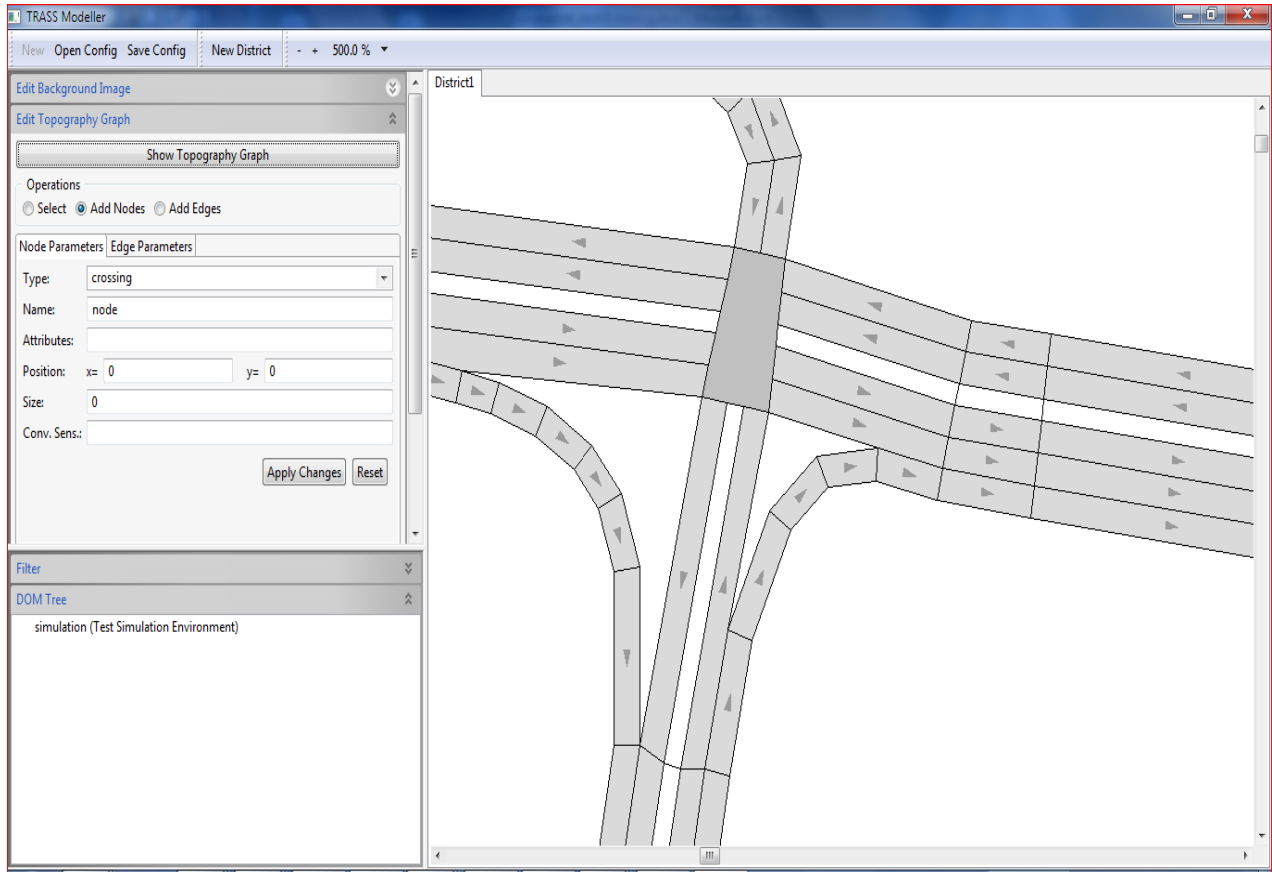 TRASS Modeller
New Open Config Save Config New District - + 500.0 %
Edit Background Image
Edit Topography Graph
Show Topography Graph
Operations
Select Add Nodes Add Edges
Node Parameters Edge Parameters
Type: crossing
Name: node
Attributes:
Position: x= 0 y= 0
Size: 0
Conv. Sens.:
Apply Changes Reset
Filter
DOM Tree
simulation (Test Simulation Environment)
District1